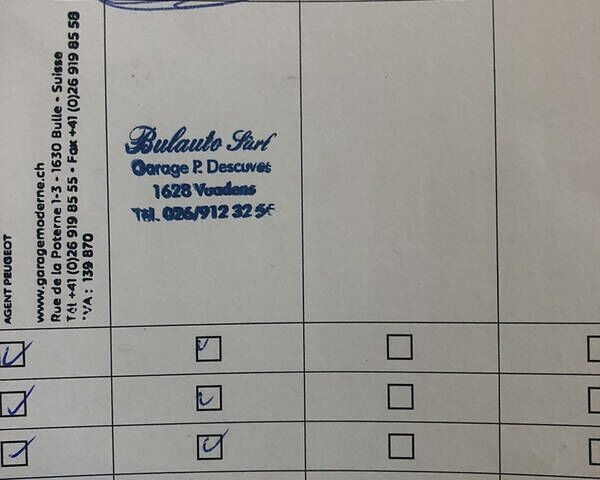 AGENT PEUGEOT
www.garagemoderne.ch
Rue de la Poterne 1-3 - 1630 Bulle - Suisse
Tél +41 (0)26 919 85 55 • Fax +41 (0)26 919 85 58
TVA : 139 870
Bulauto Sàrl
Garage P. Descuves
1628 Vuadens
Tél. 026/912 32 5